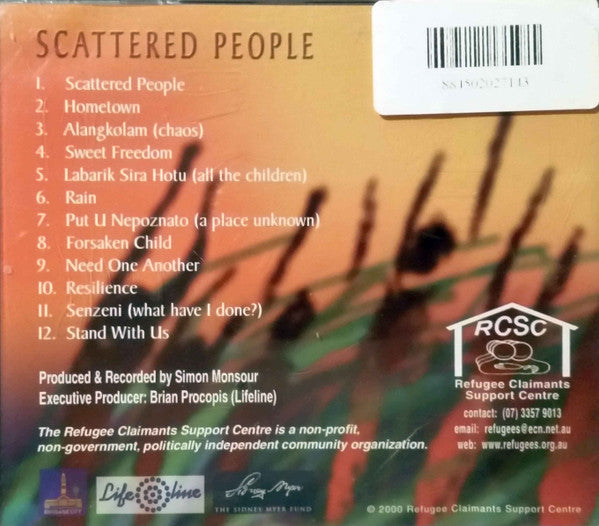 SCATTERED PEOPLE
884502027143
1. Scattered People
2. Hometown
3. Alangkolam (chaos)
4. Sweet Freedom
5. Labarik Sira Hotu (all the children)
6. Rain
7. Put U Nepoznato (a place unknown)
8. Forsaken Child
9. Need One Another
10. Resilience
11. Senzeni (what have I done?)
12. Stand With Us
Produced & Recorded by Simon Monsour
Executive Producer: Brian Procopis (Lifeline)
The Refugee Claimants Support Centre is a non-profit,
non-government, politically independent community organization.
RCSC
Refugee Claimants
Support Centre
contact: (07) 3357 9013
email: refugees@ecn.net.au
web: www.refugees.org.au
BRISBANE CITY
Lifeline
Sidney Myer
THE SIDNEY MYER FUND
© 2000 Refugee Claimants Support Centre